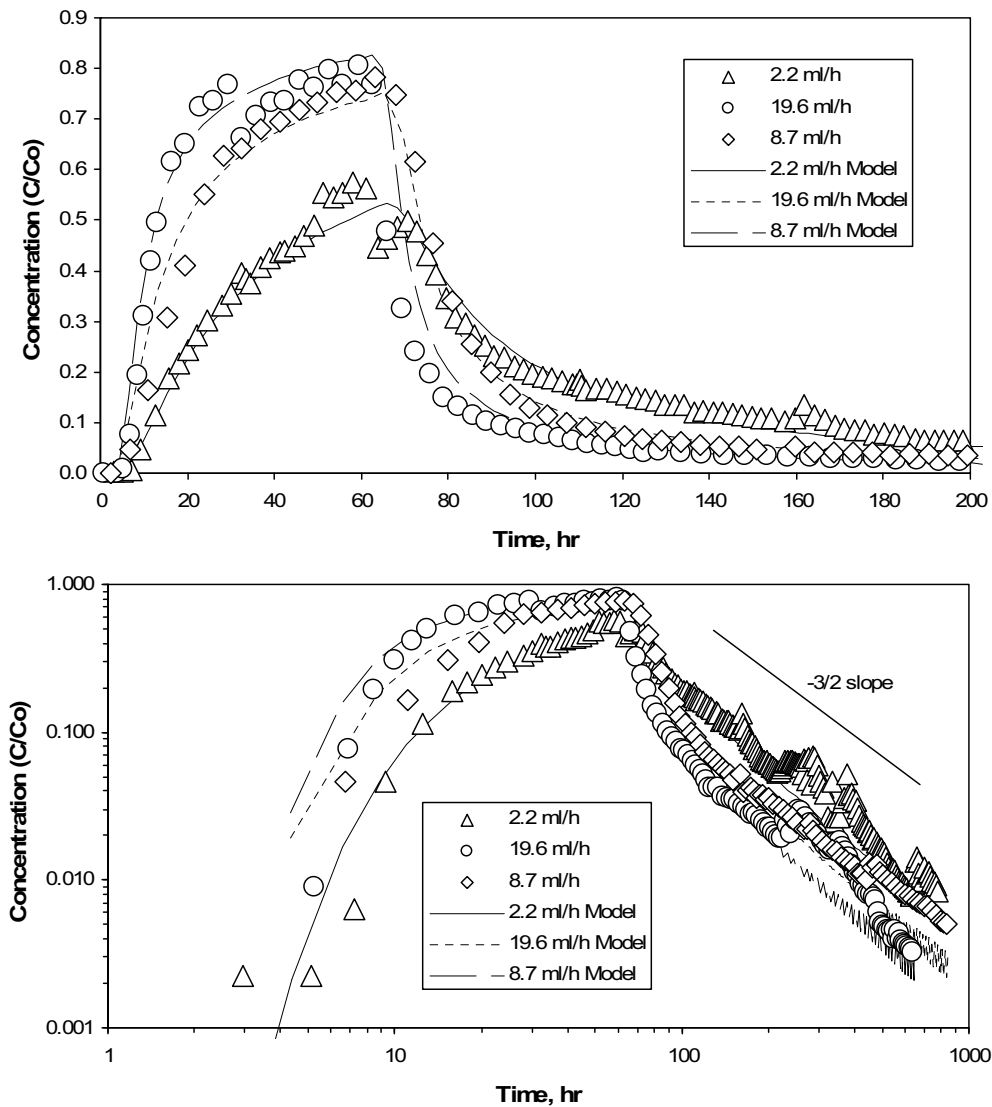 0.9
0.8
0.7
0.6
0.5
0.4
0.3
0.2
0.1
0.0
Concentration (C/Co)
2.2 ml/h
19.6 ml/h
8.7 ml/h
2.2 ml/h Model
19.6 ml/h Model
8.7 ml/h Model
0 20 40 60 80 100 120 140 160 180 200
Time, hr
1.000
0.100
0.010
0.001
Concentration (C/Co)
-3/2 slope
2.2 ml/h
19.6 ml/h
8.7 ml/h
2.2 ml/h Model
19.6 ml/h Model
8.7 ml/h Model
1 10 100 1000
Time, hr